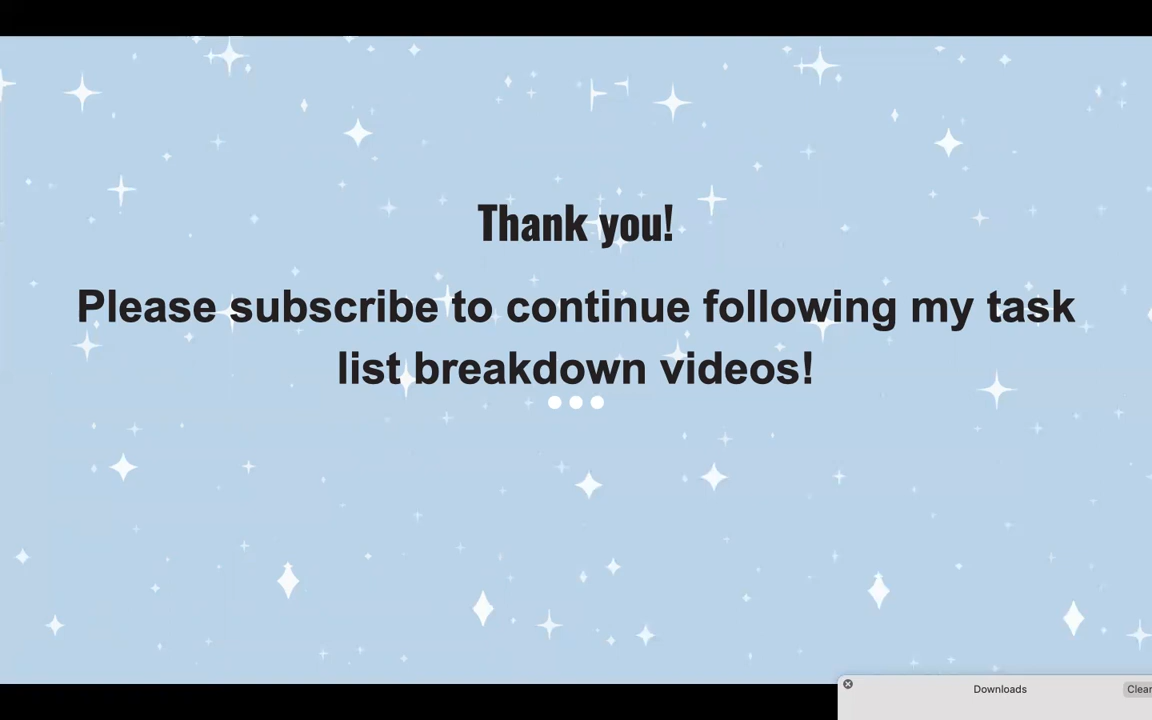 Thank you!
Please subscribe to continue following my task
list breakdown videos!
Downloads
Clear